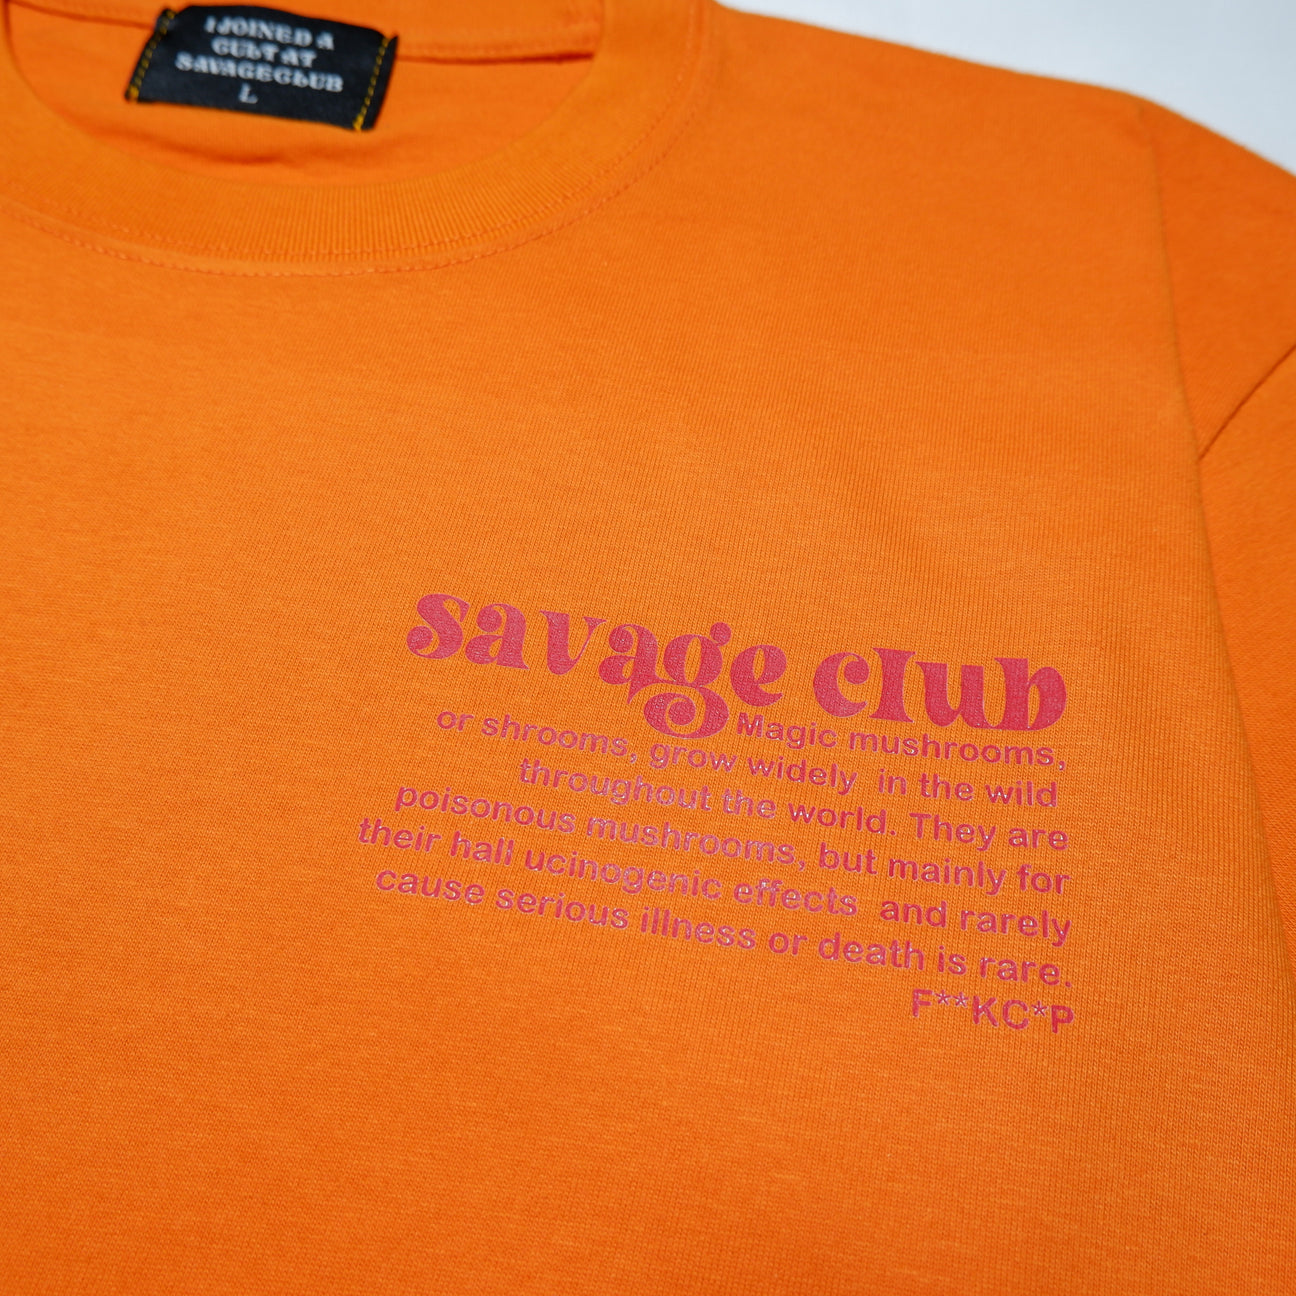 I JOINED A
CULT AT
SAVAGECLUB
L
savage club
Magic mushrooms,
or shrooms, grow widely in the wild
throughout the world. They are
poisonous mushrooms, but mainly for
their hall ucinogenic effects and rarely
cause serious illness or death is rare.
F**KC*P